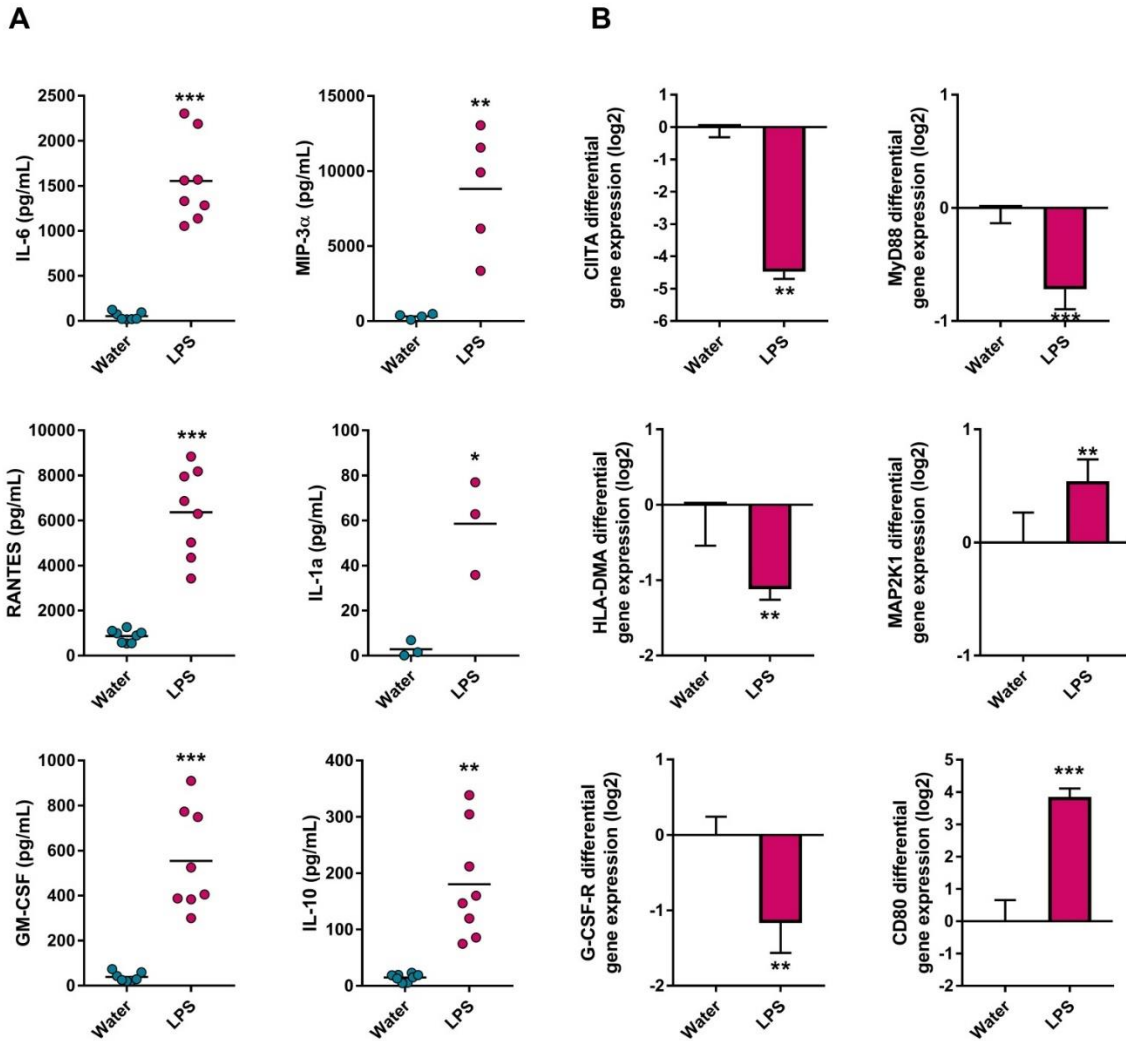 A
B
IL-6 (pg/mL)
2500
2000
1500
1000
500
0
***
Water
LPS
MIP-3α (pg/mL)
15000
10000
5000
0
**
Water
LPS
CIITA differential
gene expression (log2)
1
0
-1
-2
-3
-4
-5
-6
**
Water
LPS
MyD88 differential
gene expression (log2)
1
0
-1
***
Water
LPS
RANTES (pg/mL)
10000
8000
6000
4000
2000
0
***
Water
LPS
IL-1a (pg/mL)
100
80
60
40
20
0
*
Water
LPS
HLA-DMA differential
gene expression (log2)
1
0
-1
-2
**
Water
LPS
MAP2K1 differential
gene expression (log2)
1
0
-1
**
Water
LPS
GM-CSF (pg/mL)
1000
800
600
400
200
0
***
Water
LPS
IL-10 (pg/mL)
400
300
200
100
0
**
Water
LPS
G-CSF-R differential
gene expression (log2)
1
0
-1
-2
**
Water
LPS
CD80 differential
gene expression (log2)
5
4
3
2
1
0
-1
-2
***
Water
LPS